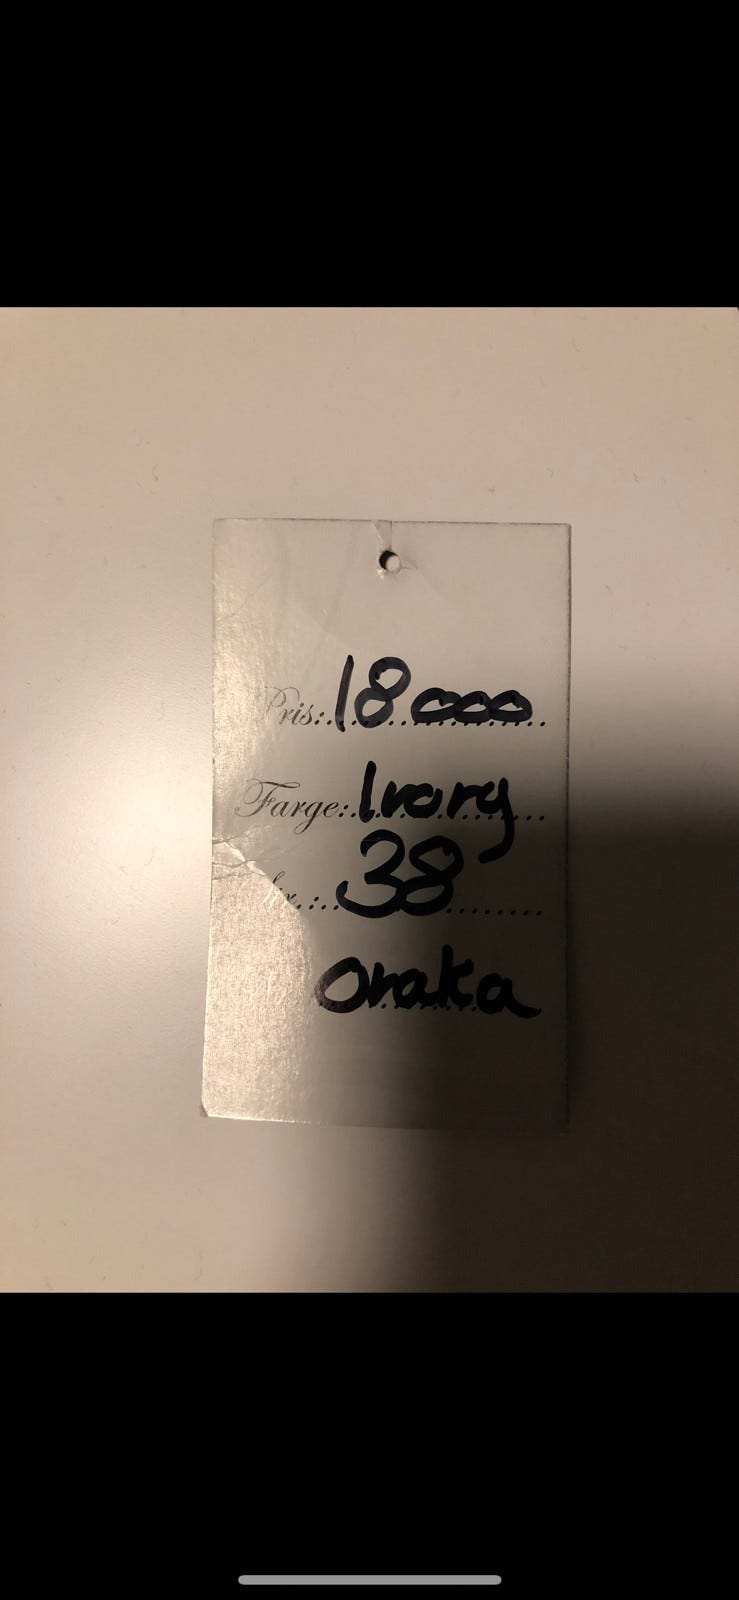 Pris: 18000
Farge: Ivory
38
Oraka